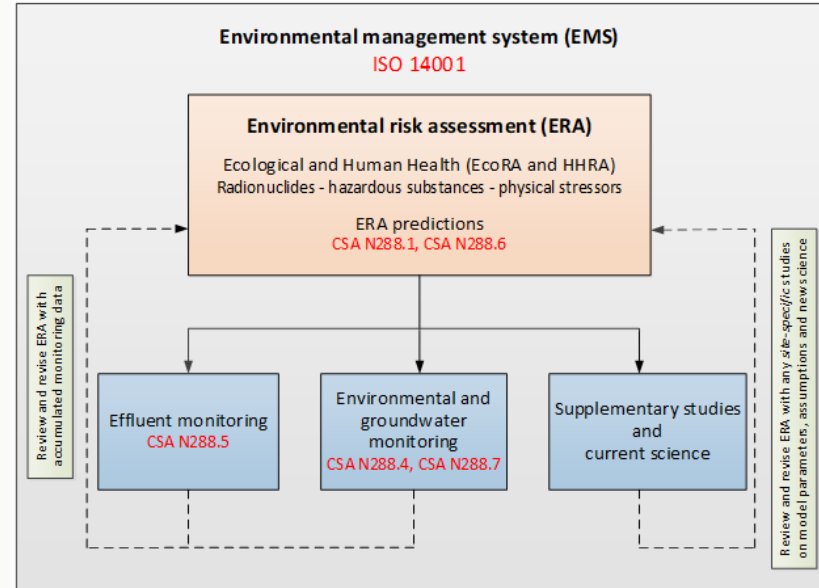 Environmental management system (EMS)
ISO 14001
Environmental risk assessment (ERA)
Ecological and Human Health (EcoRA and HHRA)
Radionuclides - hazardous substances - physical stressors
ERA predictions
CSA N288.1, CSA N288.6
Review and revise ERA with
accumulated monitoring data
Effluent monitoring
CSA N288.5
Environmental and
groundwater
monitoring
CSA N288.4, CSA N288.7
Supplementary studies
and
current science
Review and revise ERA with any site-specific studies
on model parameters, assumptions and new science